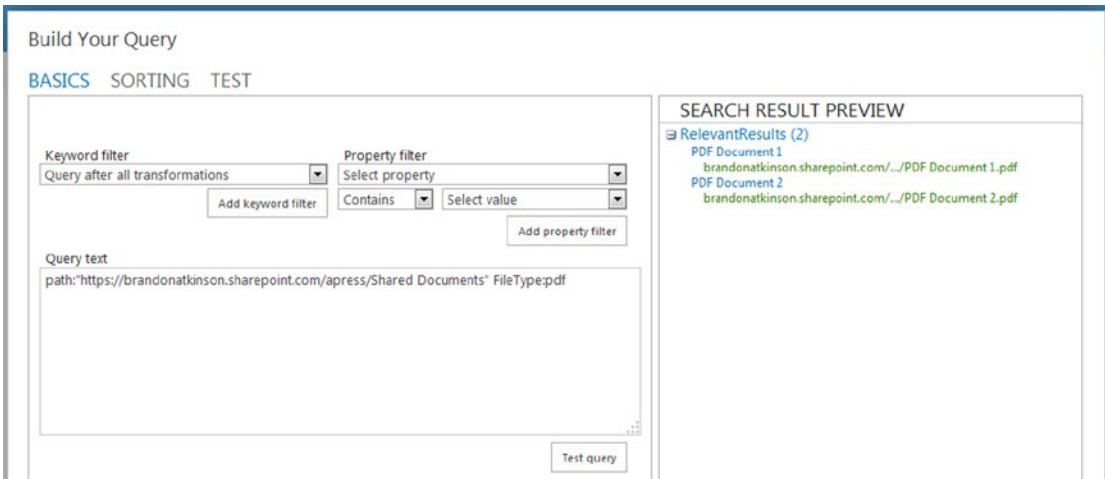 Build Your Query
BASICS SORTING TEST
Keyword filter
Query after all transformations
Add keyword filter
Property filter
Select property
Contains
Select value
Add property filter
Query text
path:"https://brandonatkinson.sharepoint.com/apress/Shared Documents" FileType:pdf
Test query
SEARCH RESULT PREVIEW
RelevantResults (2)
PDF Document 1
brandonatkinson.sharepoint.com/.../PDF Document 1.pdf
PDF Document 2
brandonatkinson.sharepoint.com/.../PDF Document 2.pdf